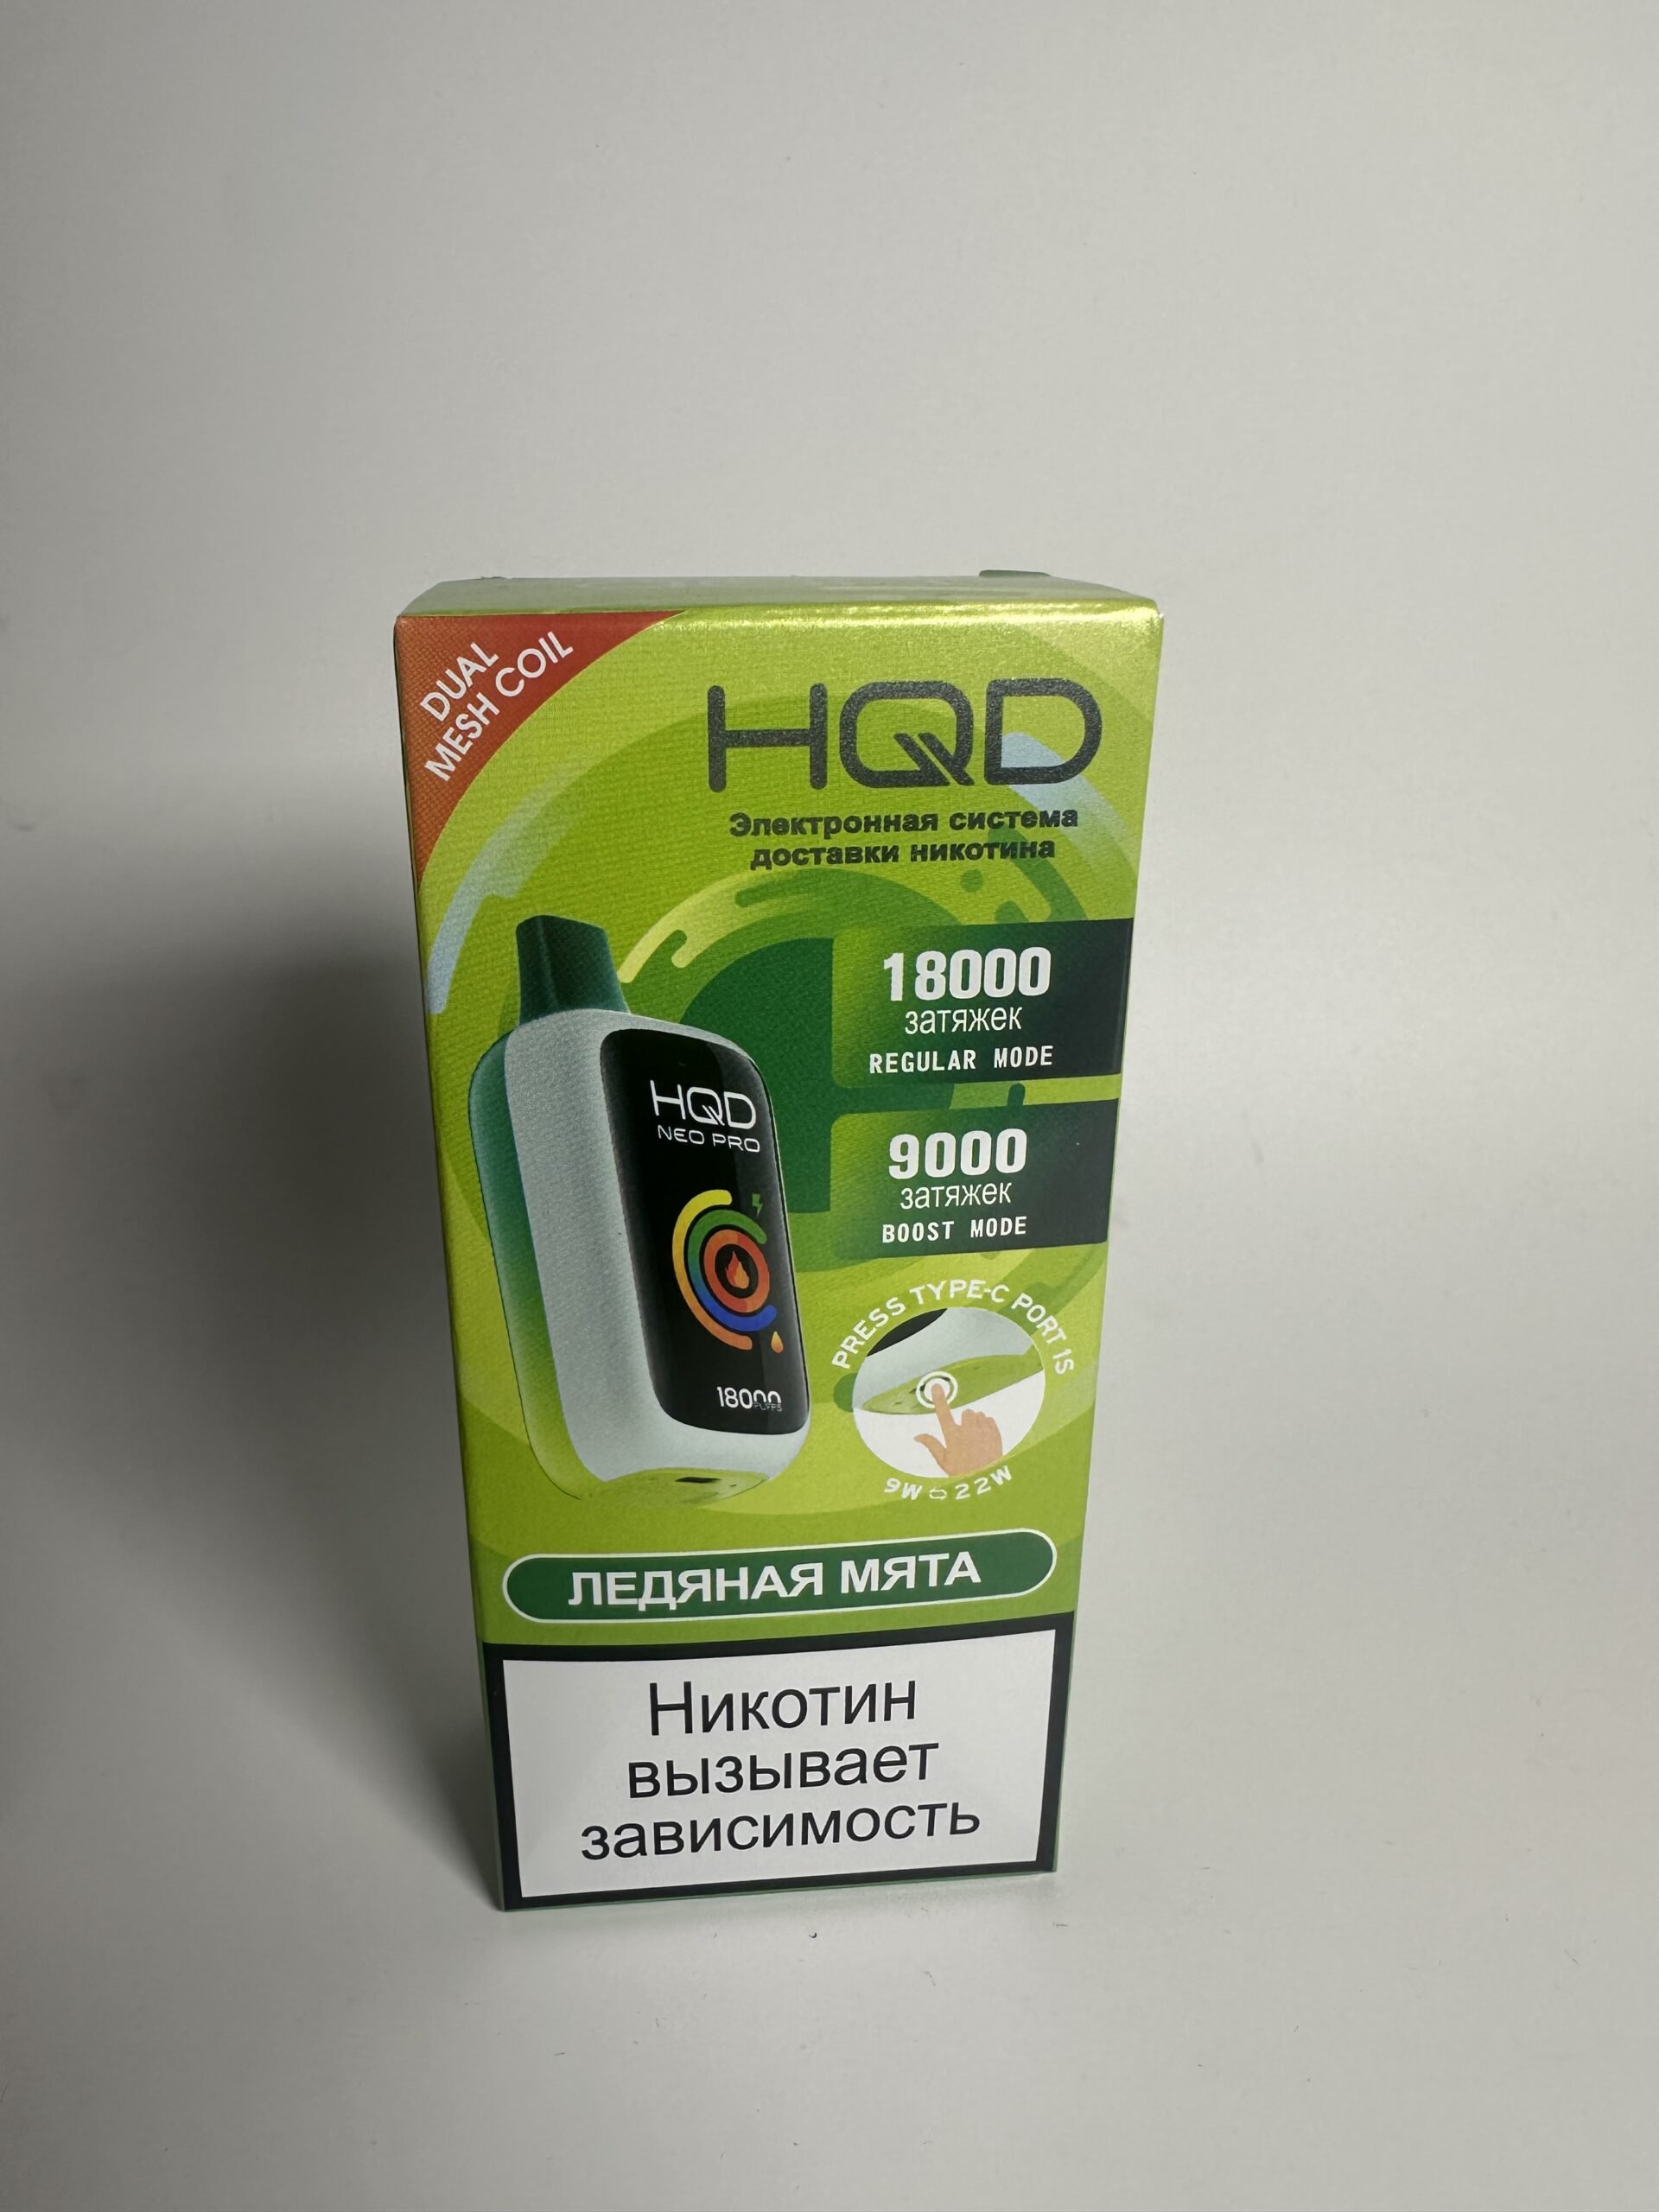 DUAL
MESH COIL
HQD
Электронная система
доставки никотина
18000
затяжек
REGULAR MODE
9000
затяжек
BOOST MODE
HQD
NEO PRO
18000
PUFFS
PRESS TYPE-C PORT 1S
9W⇆22W
ЛЕДЯНАЯ МЯТА
Никотин
вызывает
зависимость